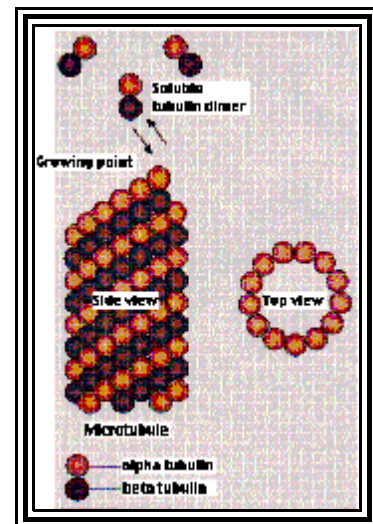 Soluble
tubulin dimer
Growing point
Side view
Top view
Microtubule
alpha tubulin
beta tubulin